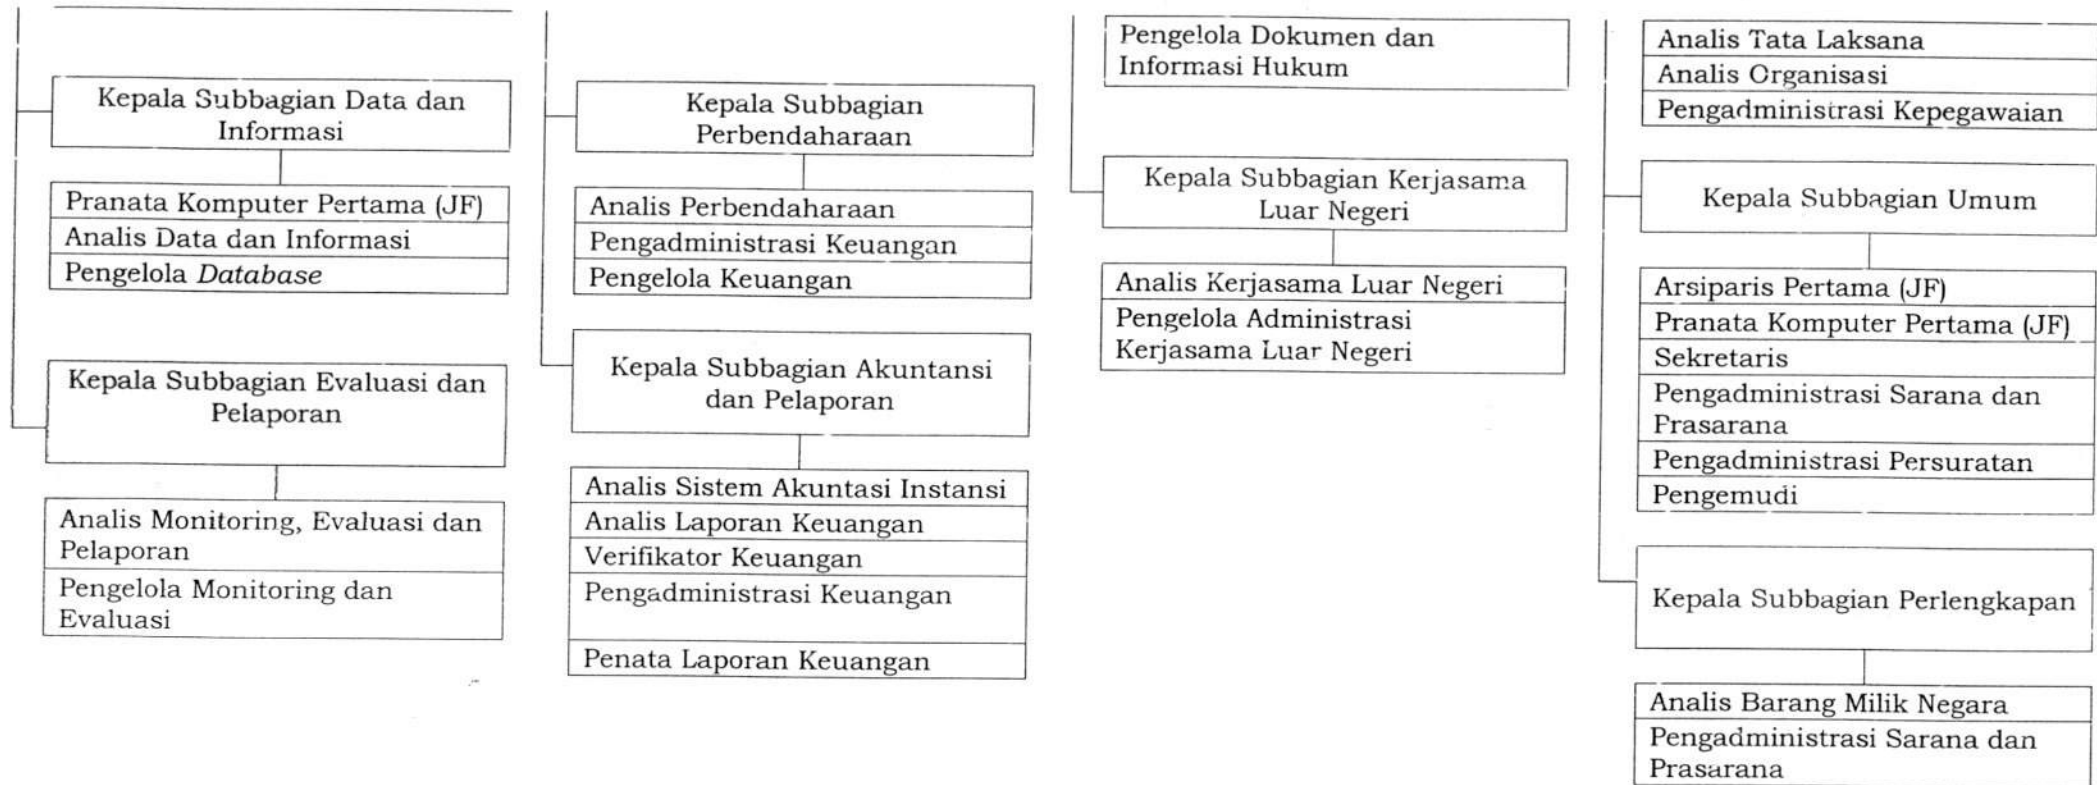 Kepala Subbagian Data dan
Informasi
Pranata Komputer Pertama (JF)
Analis Data dan Informasi
Pengelola Database
Kepala Subbagian Evaluasi dan
Pelaporan
Analis Monitoring, Evaluasi dan
Pelaporan
Pengelola Monitoring dan
Evaluasi
Kepala Subbagian
Perbendaharaan
Analis Perbendaharaan
Pengadministrasi Keuangan
Pengelola Keuangan
Kepala Subbagian Akuntansi
dan Pelaporan
Analis Sistem Akuntasi Instansi
Analis Laporan Keuangan
Verifikator Keuangan
Pengadministrasi Keuangan
Penata Laporan Keuangan
Pengelola Dokumen dan
Informasi Hukum
Kepala Subbagian Kerjasama
Luar Negeri
Analis Kerjasama Luar Negeri
Pengelola Administrasi
Kerjasama Luar Negeri
Analis Tata Laksana
Analis Organisasi
Pengadministrasi Kepegawaian
Kepala Subbagian Umum
Arsiparis Pertama (JF)
Pranata Komputer Pertama (JF)
Sekretaris
Pengadministrasi Sarana dan
Prasarana
Pengadministrasi Persuratan
Pengemudi
Kepala Subbagian Perlengkapan
Analis Barang Milik Negara
Pengadministrasi Sarana dan
Prasarana